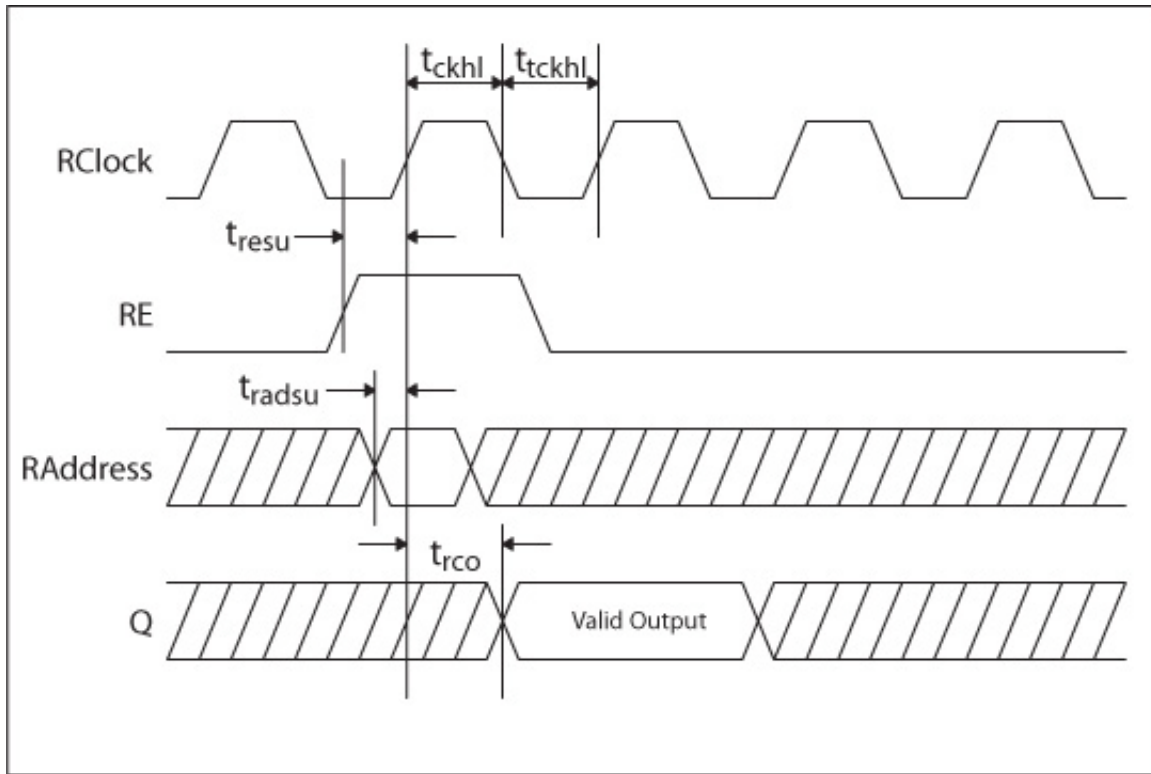 tckhl
ttckhl
RClock
tresu
RE
tradsu
RAddress
trco
Q
Valid Output